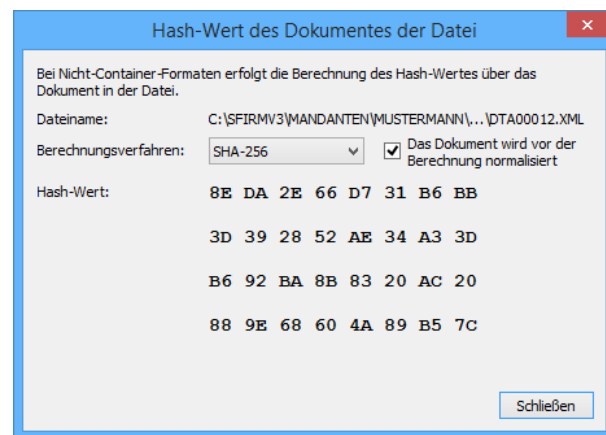 Hash-Wert des Dokumentes der Datei
Bei Nicht-Container-Formaten erfolgt die Berechnung des Hash-Wertes über das
Dokument in der Datei.
Dateiname: C:\SFIRMV3\MANDANTEN\MUSTERMANN\...\DTA00012.XML
Berechnungsverfahren: SHA-256 Das Dokument wird vor der
Berechnung normalisiert
Hash-Wert: 8E DA 2E 66 D7 31 B6 BB
3D 39 28 52 AE 34 A3 3D
B6 92 BA 8B 83 20 AC 20
88 9E 68 60 4A 89 B5 7C
Schließen